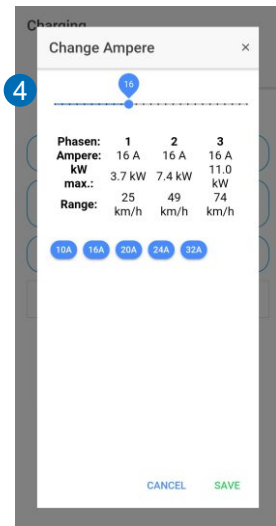 Charging
Change Ampere ×
16
4
Phasen: 1 2 3
Ampere: 16 A 16 A 16 A
kW max.: 3.7 kW 7.4 kW 11.0 kW
Range: 25 km/h 49 km/h 74 km/h
10A 16A 20A 24A 32A
CANCEL SAVE